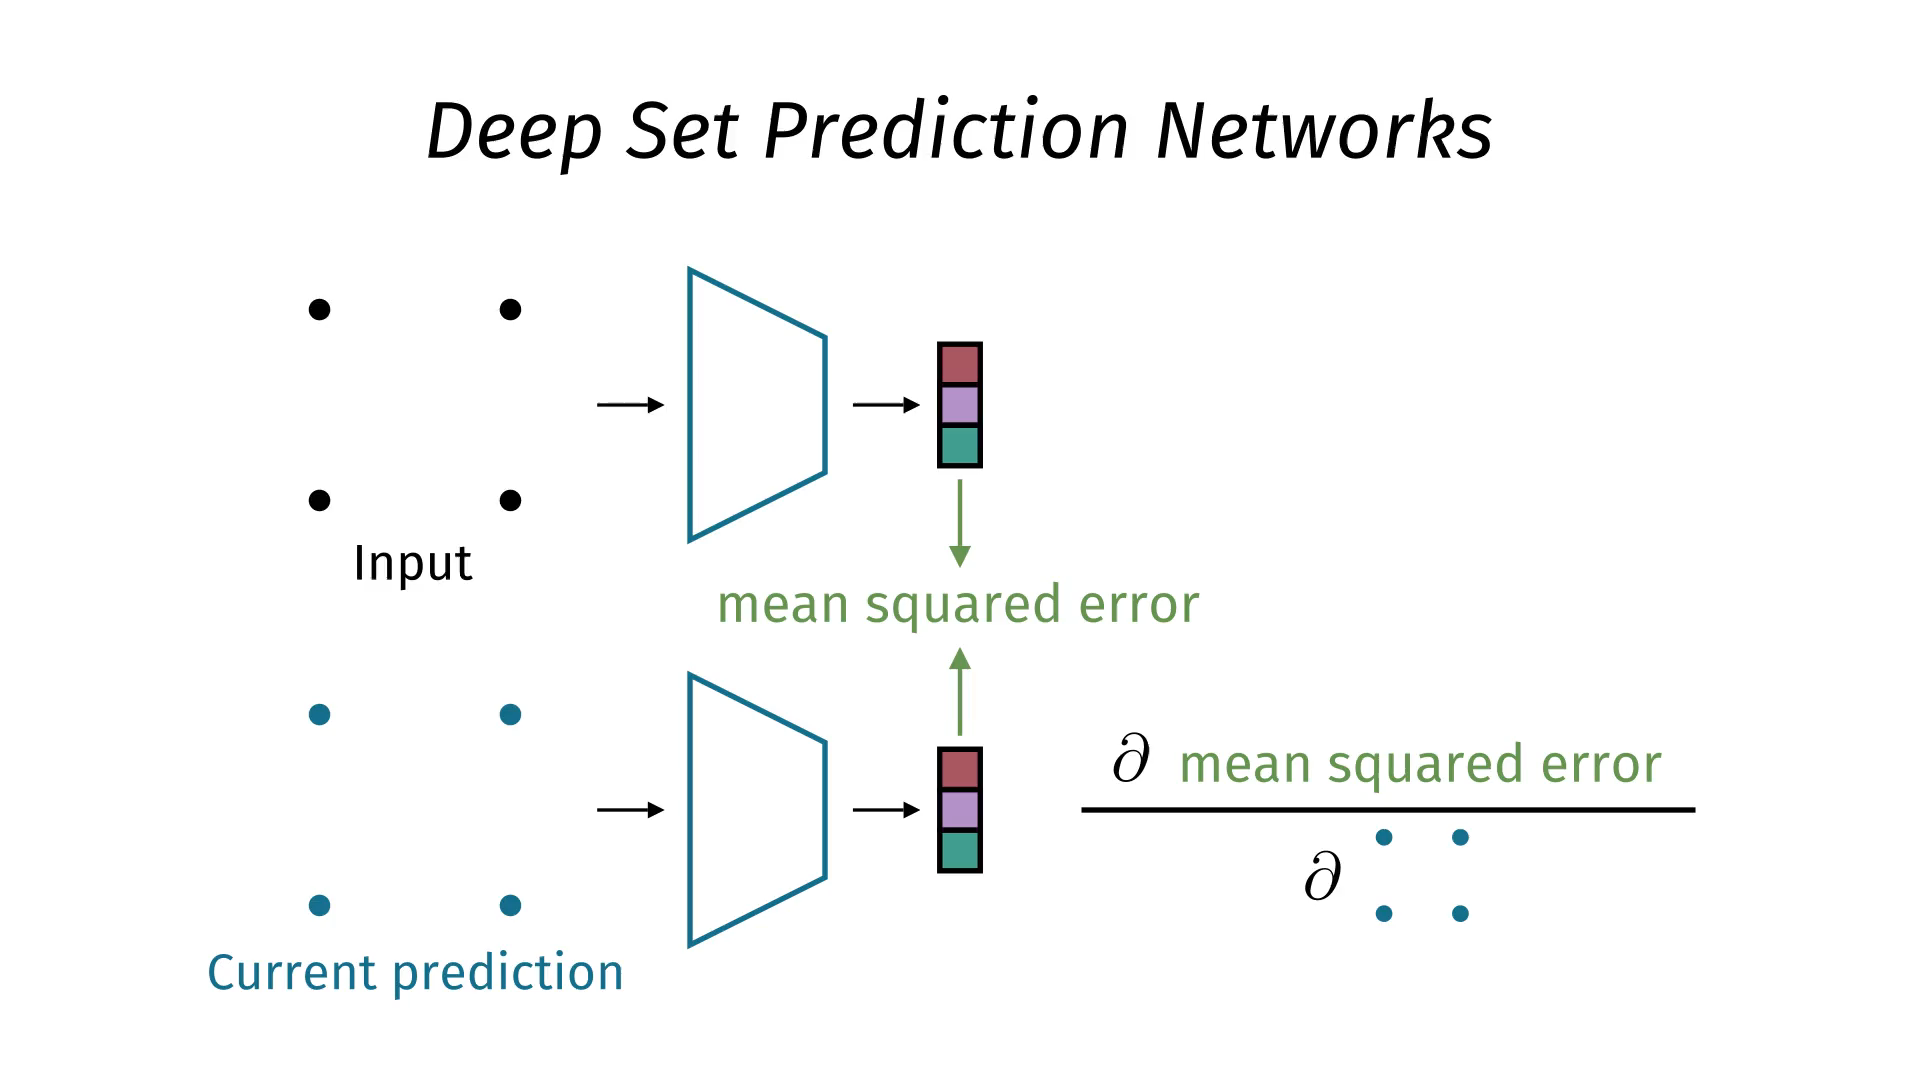 Deep Set Prediction Networks
Input
mean squared error
∂ mean squared error
∂
Current prediction